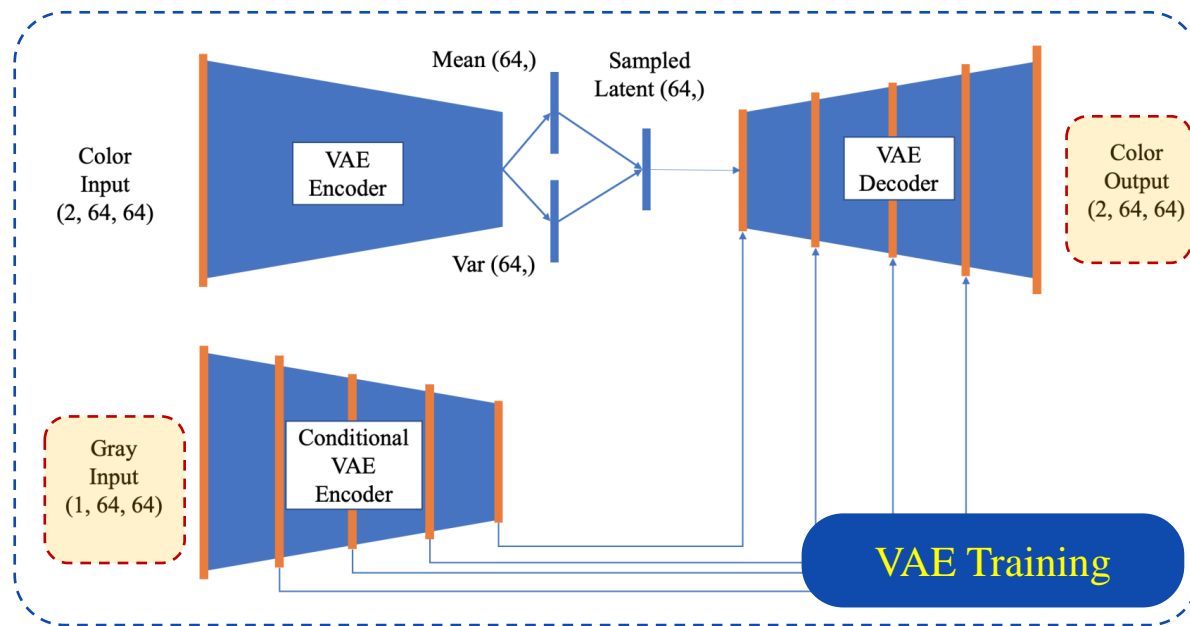 Mean (64,)
Sampled
Latent (64,)
Color
Input
(2, 64, 64)
VAE
Encoder
VAE
Decoder
Color
Output
(2, 64, 64)
Var (64,)
Gray
Input
(1, 64, 64)
Conditional
VAE
Encoder
VAE Training